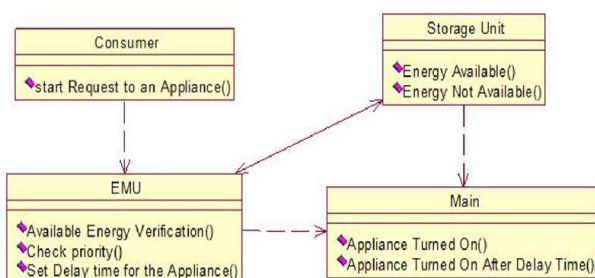 Consumer
start Request to an Appliance()
Storage Unit
Energy Available()
Energy Not Available()
EMU
Available Energy Verification()
Check priority()
Set Delay time for the Appliance()
Main
Appliance Turned On()
Appliance Turned On After Delay Time()